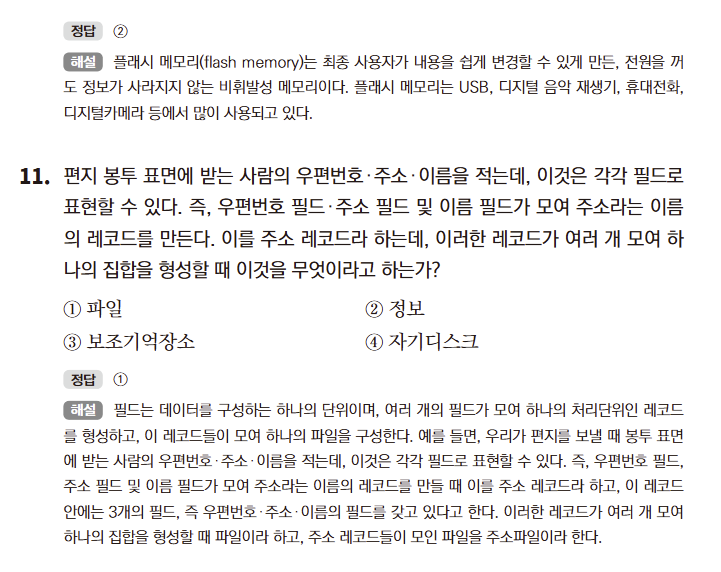 정답 ②
해설 플래시 메모리(flash memory)는 최종 사용자가 내용을 쉽게 변경할 수 있게 만든, 전원을 꺼
도 정보가 사라지지 않는 비휘발성 메모리이다. 플래시 메모리는 USB, 디지털 음악 재생기, 휴대전화,
디지털카메라 등에서 많이 사용되고 있다.
11. 편지 봉투 표면에 받는 사람의 우편번호·주소·이름을 적는데, 이것은 각각 필드로
표현할 수 있다. 즉, 우편번호 필드·주소 필드 및 이름 필드가 모여 주소라는 이름
의 레코드를 만든다. 이를 주소 레코드라 하는데, 이러한 레코드가 여러 개 모여 하
나의 집합을 형성할 때 이것을 무엇이라고 하는가?
① 파일 ② 정보
③ 보조기억장소 ④ 자기디스크
정답 ①
해설 필드는 데이터를 구성하는 하나의 단위이며, 여러 개의 필드가 모여 하나의 처리단위인 레코드
를 형성하고, 이 레코드들이 모여 하나의 파일을 구성한다. 예를 들면, 우리가 편지를 보낼 때 봉투 표면
에 받는 사람의 우편번호·주소·이름을 적는데, 이것은 각각 필드로 표현할 수 있다. 즉, 우편번호 필드,
주소 필드 및 이름 필드가 모여 주소라는 이름의 레코드를 만들 때 이를 주소 레코드라 하고, 이 레코드
안에는 3개의 필드, 즉 우편번호·주소·이름의 필드를 갖고 있다고 한다. 이러한 레코드가 여러 개 모여
하나의 집합을 형성할 때 파일이라 하고, 주소 레코드들이 모인 파일을 주소파일이라 한다.